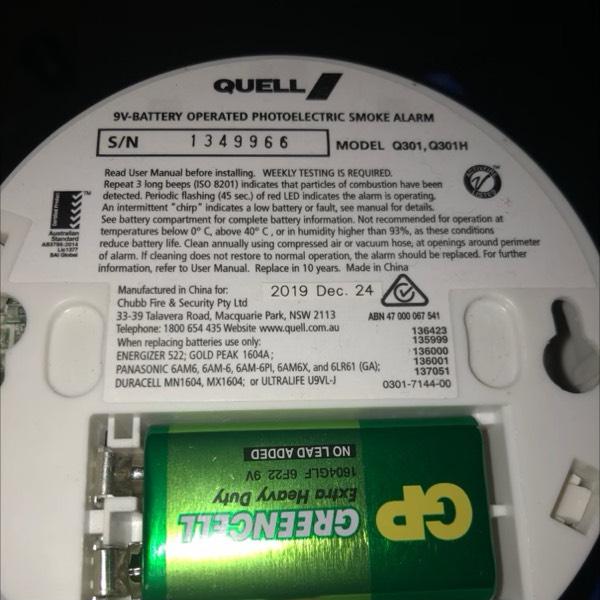 QUELL
9V-BATTERY OPERATED PHOTOELECTRIC SMOKE ALARM
S/N 1349966 MODEL Q301,Q301H
Read User Manual before installing. WEEKLY TESTING IS REQUIRED.
Repeat 3 long beeps (ISO 8201) indicates that particles of combustion have been
detected. Periodic flashing (45 sec.) of red LED indicates the alarm is operating.
An intermittent "chirp" indicates a low battery or fault, see manual for details.
See battery compartment for complete battery information. Not recommended for operation at
temperatures below 0° C, above 40° C , or in humidity higher than 93%, as these conditions
reduce battery life. Clean annually using compressed air or vacuum hose, at openings around perimeter
of alarm. If cleaning does not restore to normal operation, the alarm should be replaced. For further
information, refer to User Manual. Replace in 10 years. Made in China
TM
Australian
Standard
AS3786-2014
Lic1377
SAI Global
Manufactured in China for: 2019 Dec. 24
Chubb Fire & Security Pty Ltd
33-39 Talavera Road, Macquarie Park, NSW 2113
ABN 47 000 067 541
Telephone: 1800 654 435 Website www.quell.com.au
When replacing batteries use only:
ENERGIZER 522; GOLD PEAK 1604A;
PANASONIC 6AM6, 6AM-6, 6AM-6PI, 6AM6X, and 6LR61 (GA);
DURACELL MN1604, MX1604; or ULTRALIFE U9VL-J
136423
135999
136000
136001
137051
0301-7144-00
GP
GREENCELL
Extra Heavy Duty
1604GLF 6F22 9V
NO LEAD ADDED